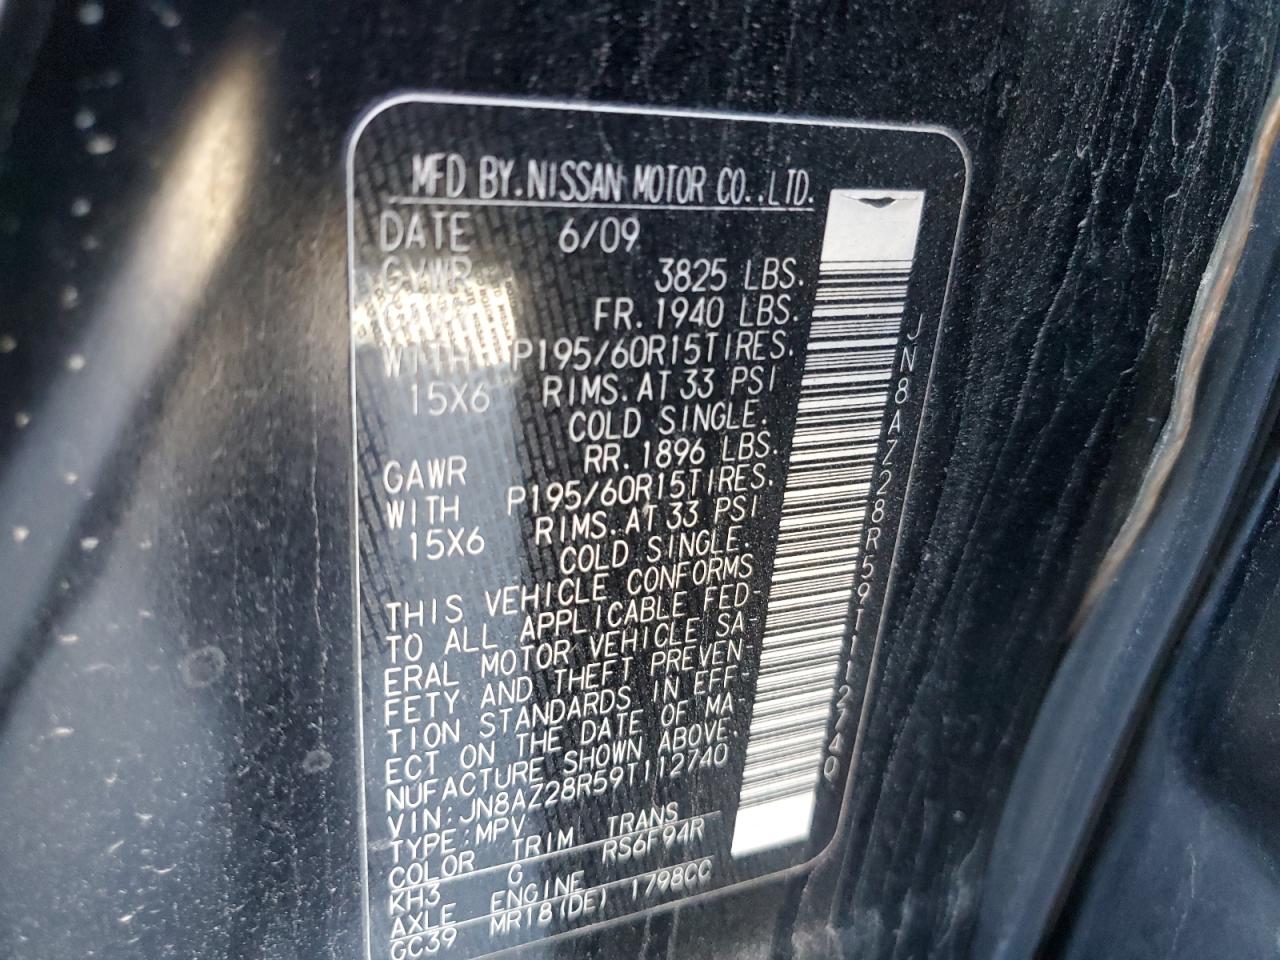 MFD BY.NISSAN MOTOR CO.,LTD.
DATE 6/09
GVWR 3825 LBS.
GAWR FR.1940 LBS.
WITH P195/60R15TIRES.
15X6 RIMS.AT 33 PSI
COLD SINGLE.
GAWR RR.1896 LBS.
WITH P195/60R15TIRES.
15X6 RIMS.AT 33 PSI
COLD SINGLE.
THIS VEHICLE CONFORMS
TO ALL APPLICABLE FED
ERAL MOTOR VEHICLE SA-
FETY AND THEFT PREVEN-
TION STANDARDS IN EFF-
ECT ON THE DATE OF MA-
NUFACTURE SHOWN ABOVE.
VIN:JN8AZ28R59T112740
TYPE:MPV
COLOR TRIM TRANS
KH3 G RS6F94R
AXLE ENGINE
GC39 MR18(DE) 1798CC
JN8AZ28R59T112740